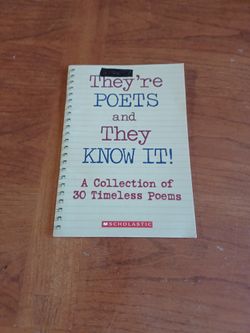 They're
POETS
and
They
KNOW IT!
A Collection of
30 Timeless Poems
SCHOLASTIC